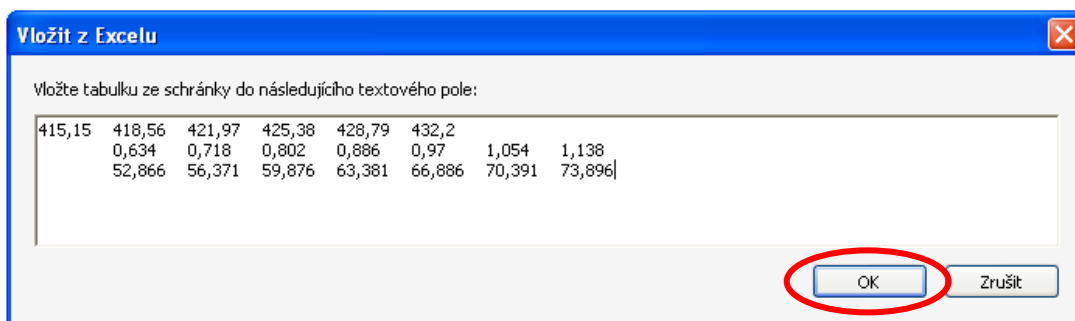 Vložit z Excelu
Vložte tabulku ze schránky do následujícího textového pole:
415,15 418,56 421,97 425,38 428,79 432,2
0,634 0,718 0,802 0,886 0,97 1,054 1,138
52,866 56,371 59,876 63,381 66,886 70,391 73,896
OK Zrušit